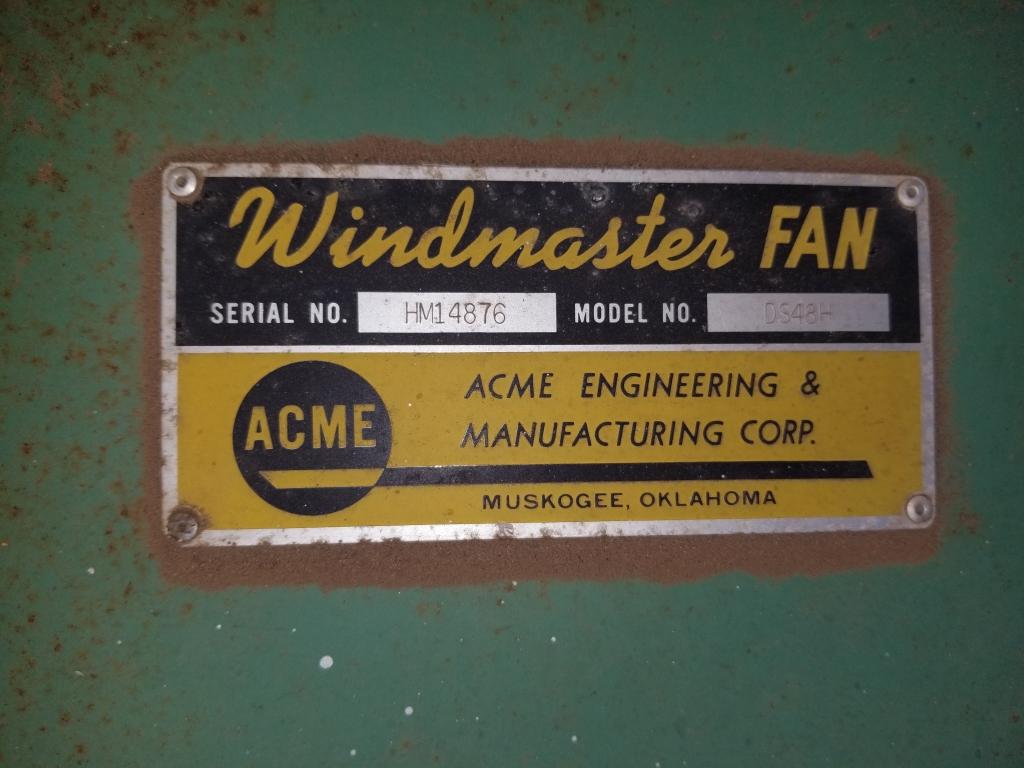 Windmaster FAN
SERIAL NO. HM14876 MODEL NO. DS48H
ACME
ACME ENGINEERING &
MANUFACTURING CORP.
MUSKOGEE, OKLAHOMA